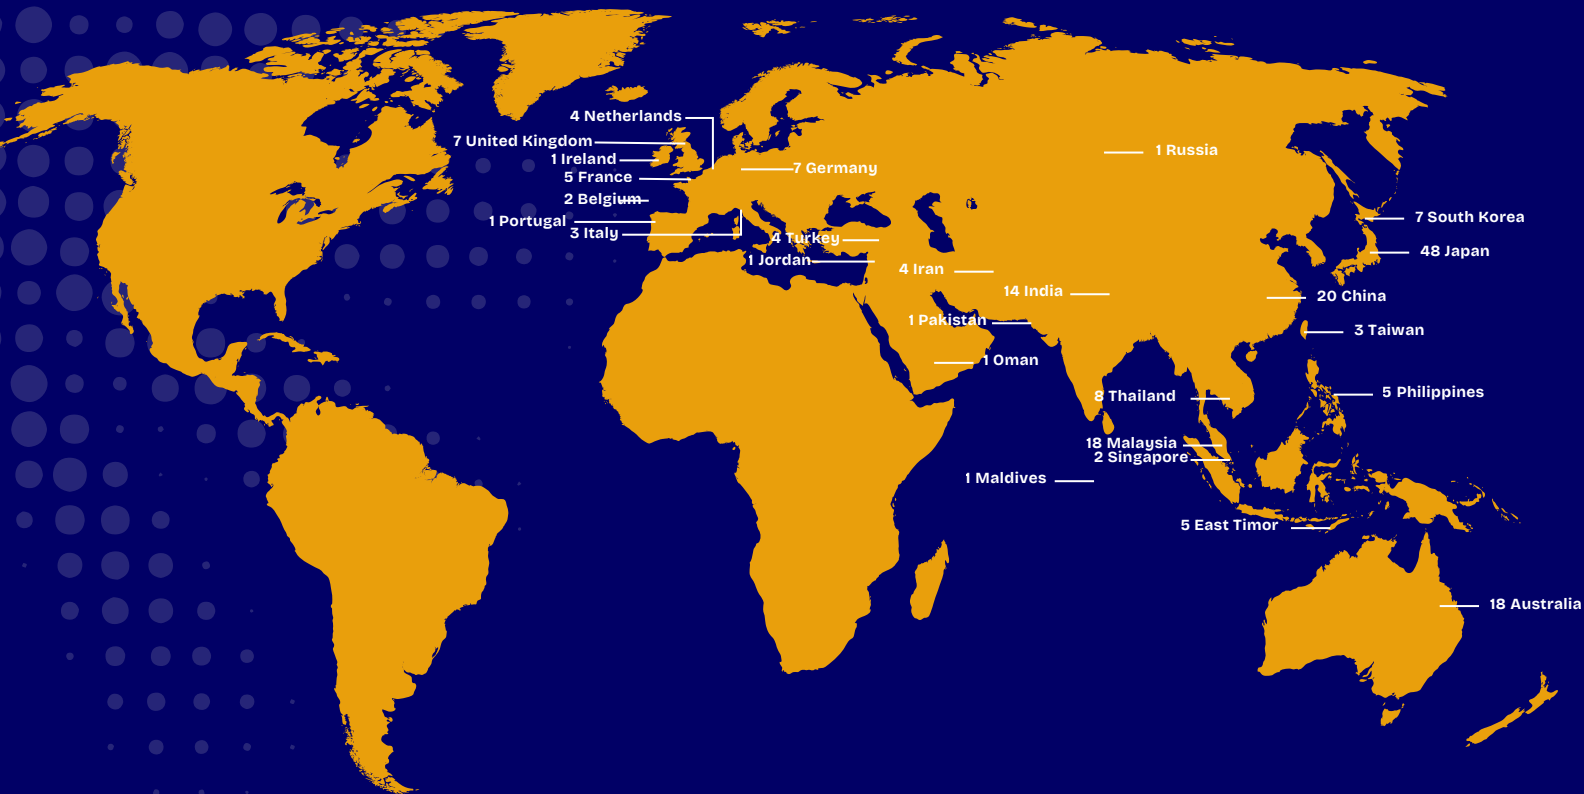 4 Netherlands
7 United Kingdom
1 Ireland
5 France
2 Belgium
1 Portugal
3 Italy
7 Germany
4 Turkey
1 Jordan
4 Iran
14 India
1 Pakistan
1 Oman
1 Russia
7 South Korea
48 Japan
20 China
3 Taiwan
5 Philippines
8 Thailand
18 Malaysia
2 Singapore
1 Maldives
5 East Timor
18 Australia